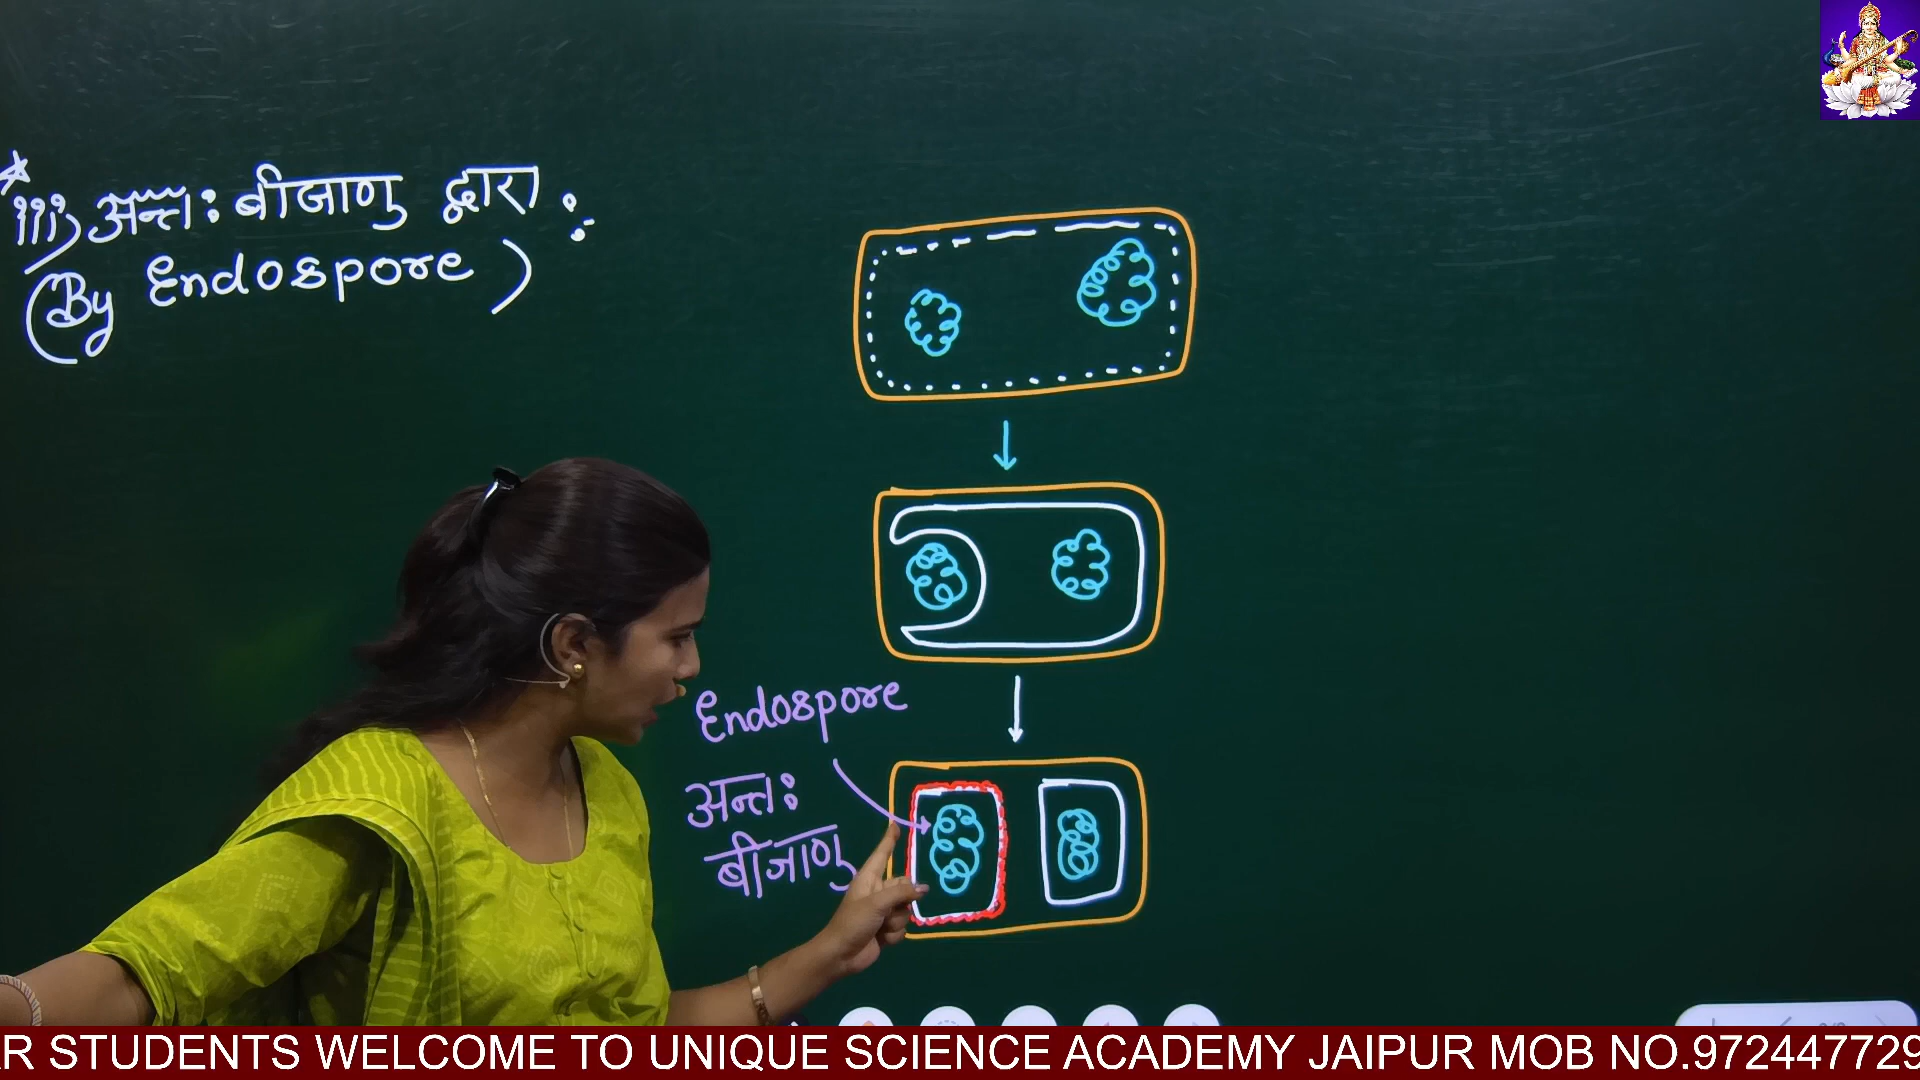 iii) अन्तः बीजाणु द्वारा :-
(By Endospore)
Endospore
अन्तः
बीजाणु
R STUDENTS WELCOME TO UNIQUE SCIENCE ACADEMY JAIPUR MOB NO.972447729